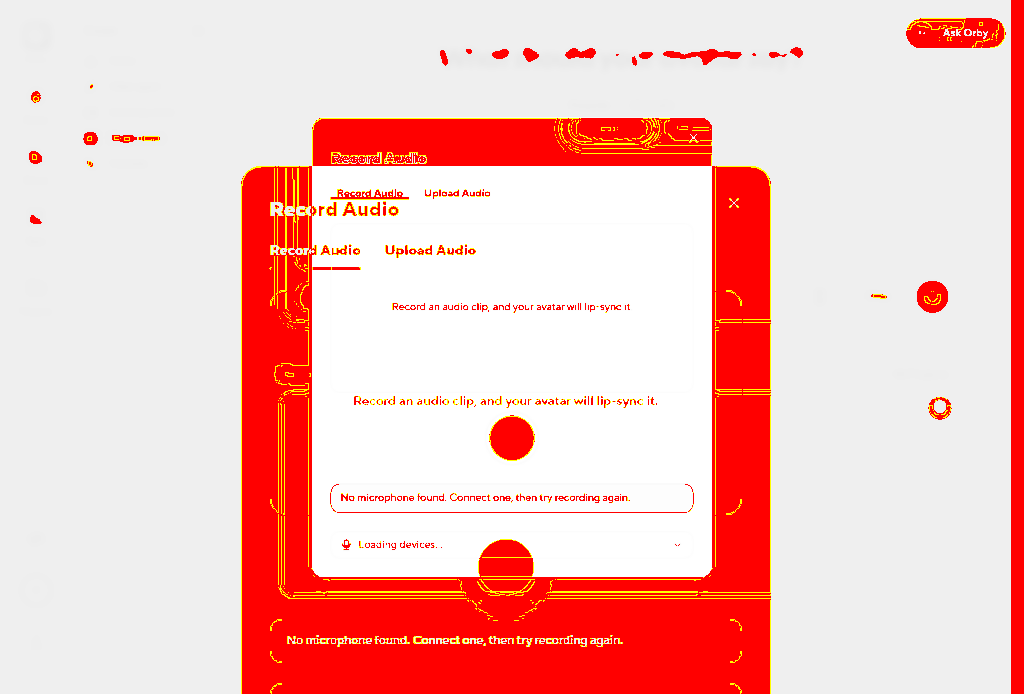 Ask Orby
Record Audio
Record Audio Upload Audio
Record Audio
Record Audio Upload Audio
Record an audio clip, and your avatar will lip-sync it
Record an audio clip, and your avatar will lip-sync it.
No microphone found. Connect one, then try recording again.
Loading devices...
No microphone found. Connect one, then try recording again.